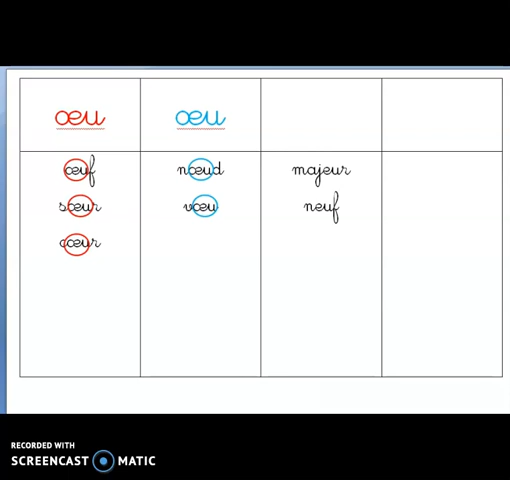 œu œu
œuf nœud majeur
sœur vœu neuf
cœur
RECORDED WITH
SCREENCAST MATIC